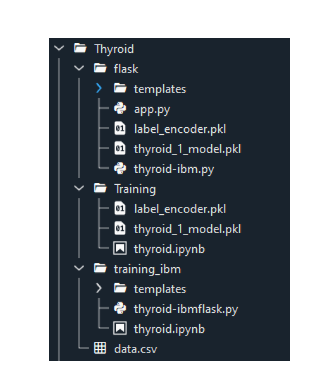 Thyroid
flask
templates
app.py
label_encoder.pkl
thyroid_1_model.pkl
thyroid-ibm.py
Training
label_encoder.pkl
thyroid_1_model.pkl
thyroid.ipynb
training_ibm
templates
thyroid-ibmflask.py
thyroid.ipynb
data.csv